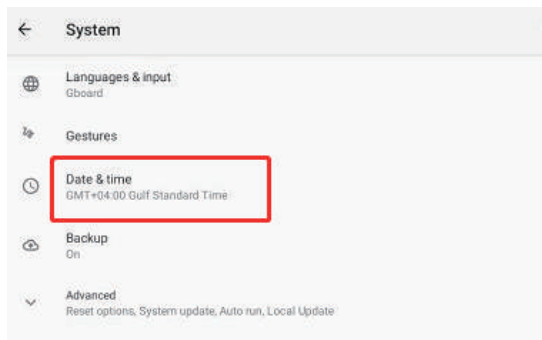 System
Languages & input
Gboard
Gestures
Date & time
GMT+04:00 Gulf Standard Time
Backup
On
Advanced
Reset options, System update, Auto run, Local Update